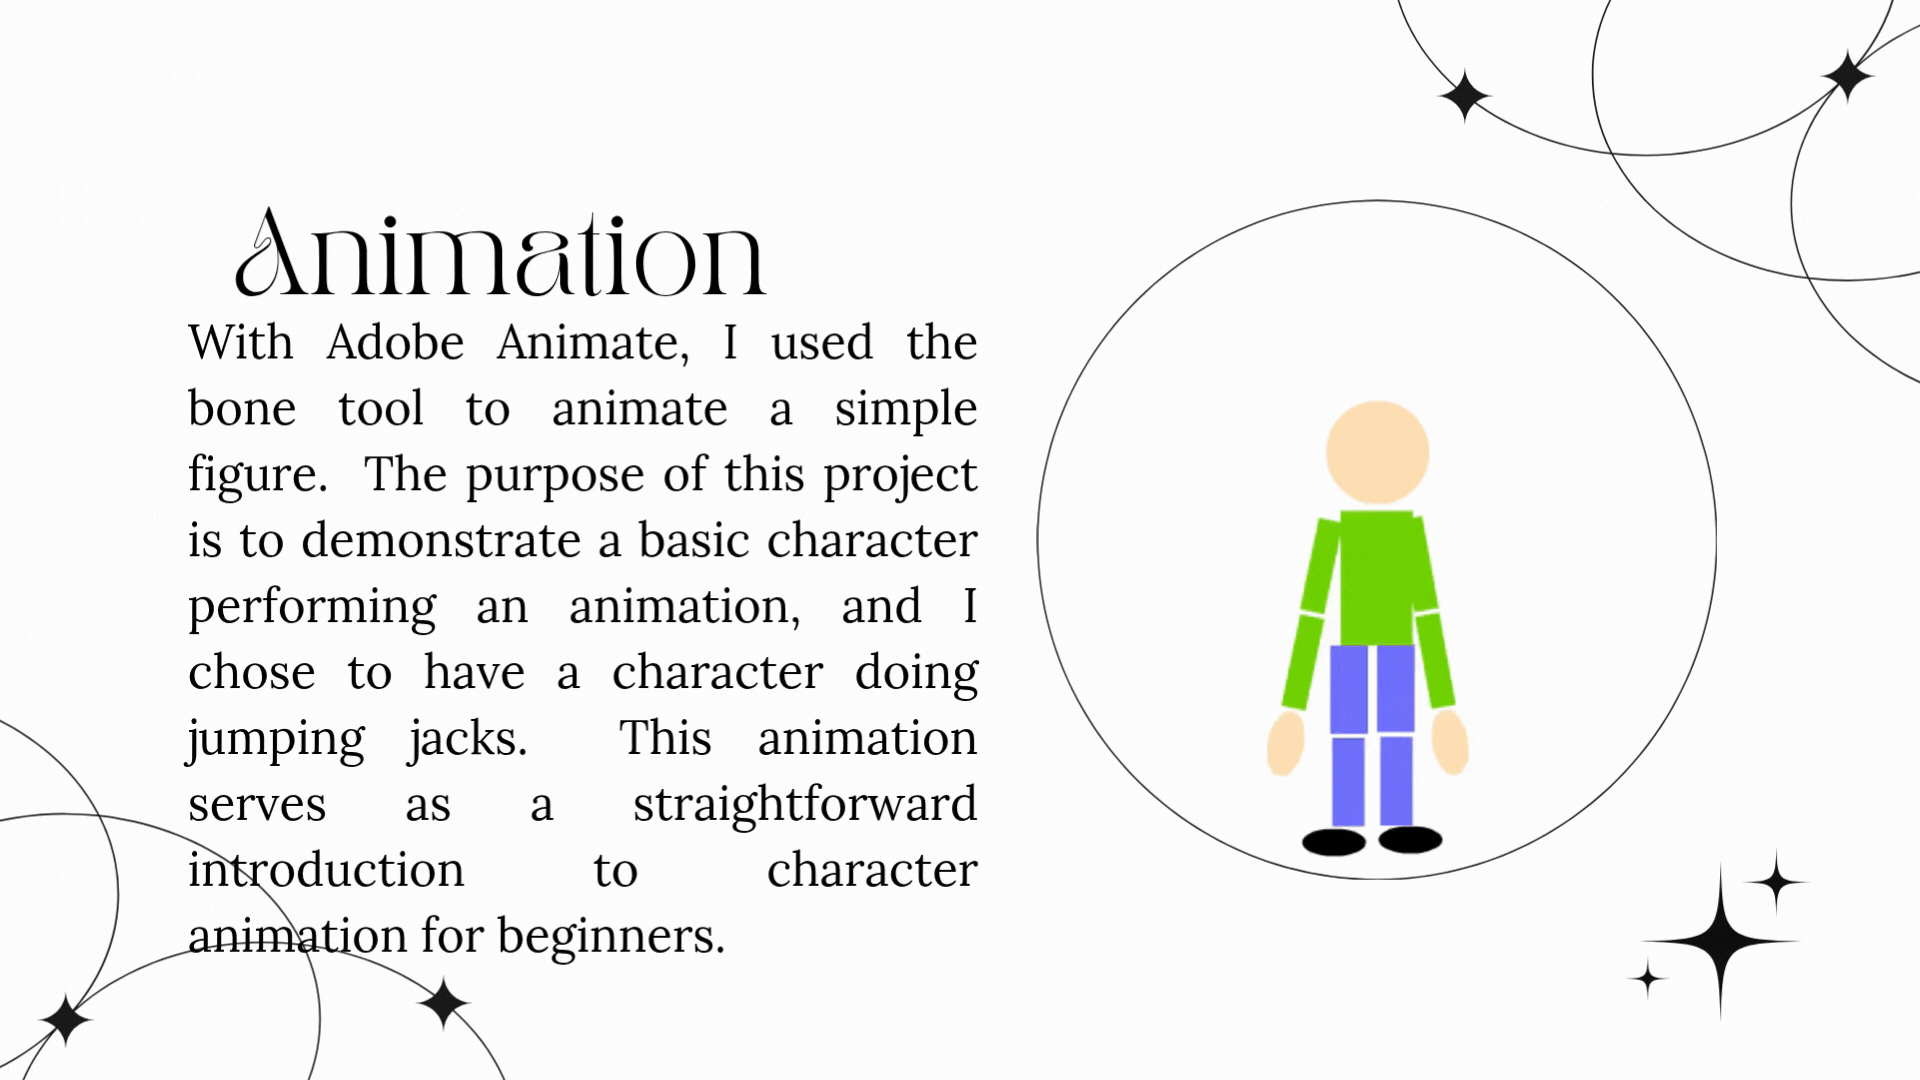 Animation
With Adobe Animate, I used the
bone tool to animate a simple
figure.  The purpose of this project
is to demonstrate a basic character
performing an animation, and I
chose to have a character doing
jumping jacks.  This animation
serves as a straightforward
introduction to character
animation for beginners.